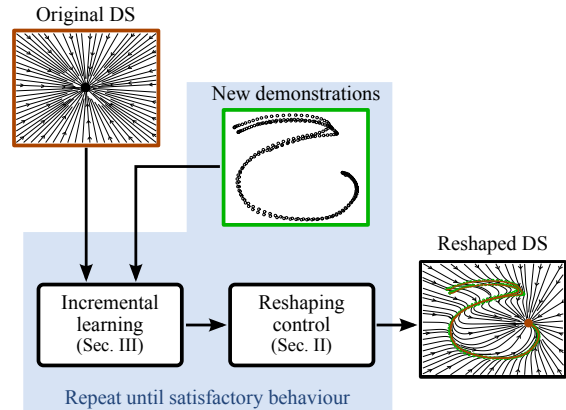 Original DS
New demonstrations
Reshaped DS
Incremental
learning
(Sec. III)
Reshaping
control
(Sec. II)
Repeat until satisfactory behaviour